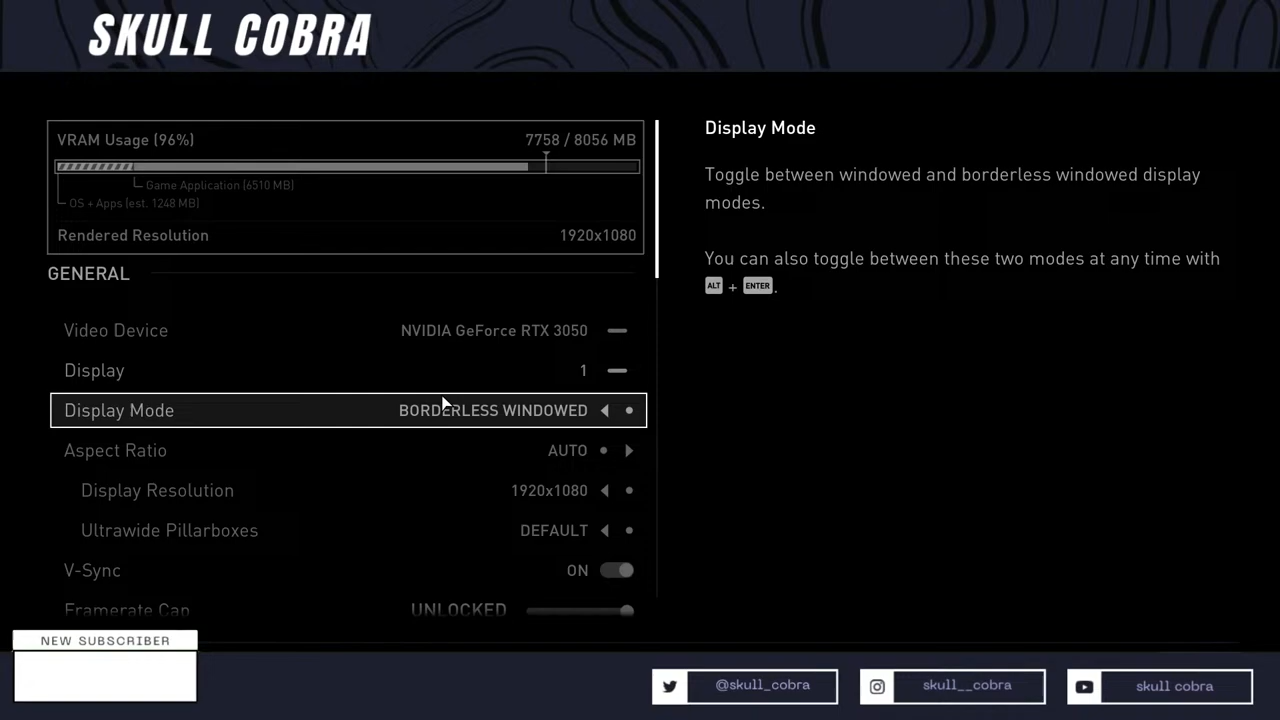 SKULL COBRA
VRAM Usage (96%) 7758 / 8056 MB
Game Application (6510 MB)
OS + Apps (est. 1248 MB)
Rendered Resolution 1920x1080
GENERAL
Video Device NVIDIA GeForce RTX 3050
Display 1
Display Mode BORDERLESS WINDOWED
Aspect Ratio AUTO
Display Resolution 1920x1080
Ultrawide Pillarboxes DEFAULT
V-Sync ON
Framerate Cap UNLOCKED
Display Mode
Toggle between windowed and borderless windowed display
modes.
You can also toggle between these two modes at any time with
ALT + ENTER.
NEW SUBSCRIBER
@skull_cobra
skull__cobra
skull cobra